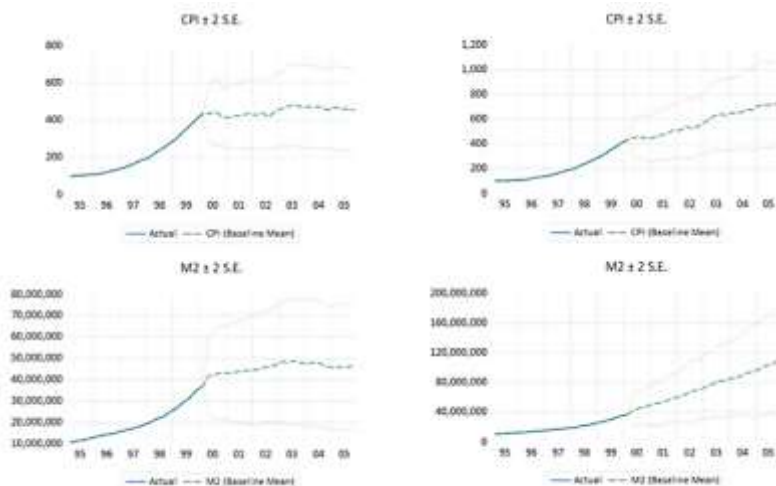 CPI ± 2 S.E.
800
600
400
200
0
95 96 97 98 99 00 01 02 03 04 05
Actual CPI (Baseline Mean)
CPI ± 2 S.E.
1,200
1,000
800
600
400
200
0
95 96 97 98 99 00 01 02 03 04 05
Actual CPI (Baseline Mean)
M2 ± 2 S.E.
80,000,000
70,000,000
60,000,000
50,000,000
40,000,000
30,000,000
20,000,000
10,000,000
95 96 97 98 99 00 01 02 03 04 05
Actual M2 (Baseline Mean)
M2 ± 2 S.E.
200,000,000
160,000,000
120,000,000
80,000,000
40,000,000
0
95 96 97 98 99 00 01 02 03 04 05
Actual M2 (Baseline Mean)